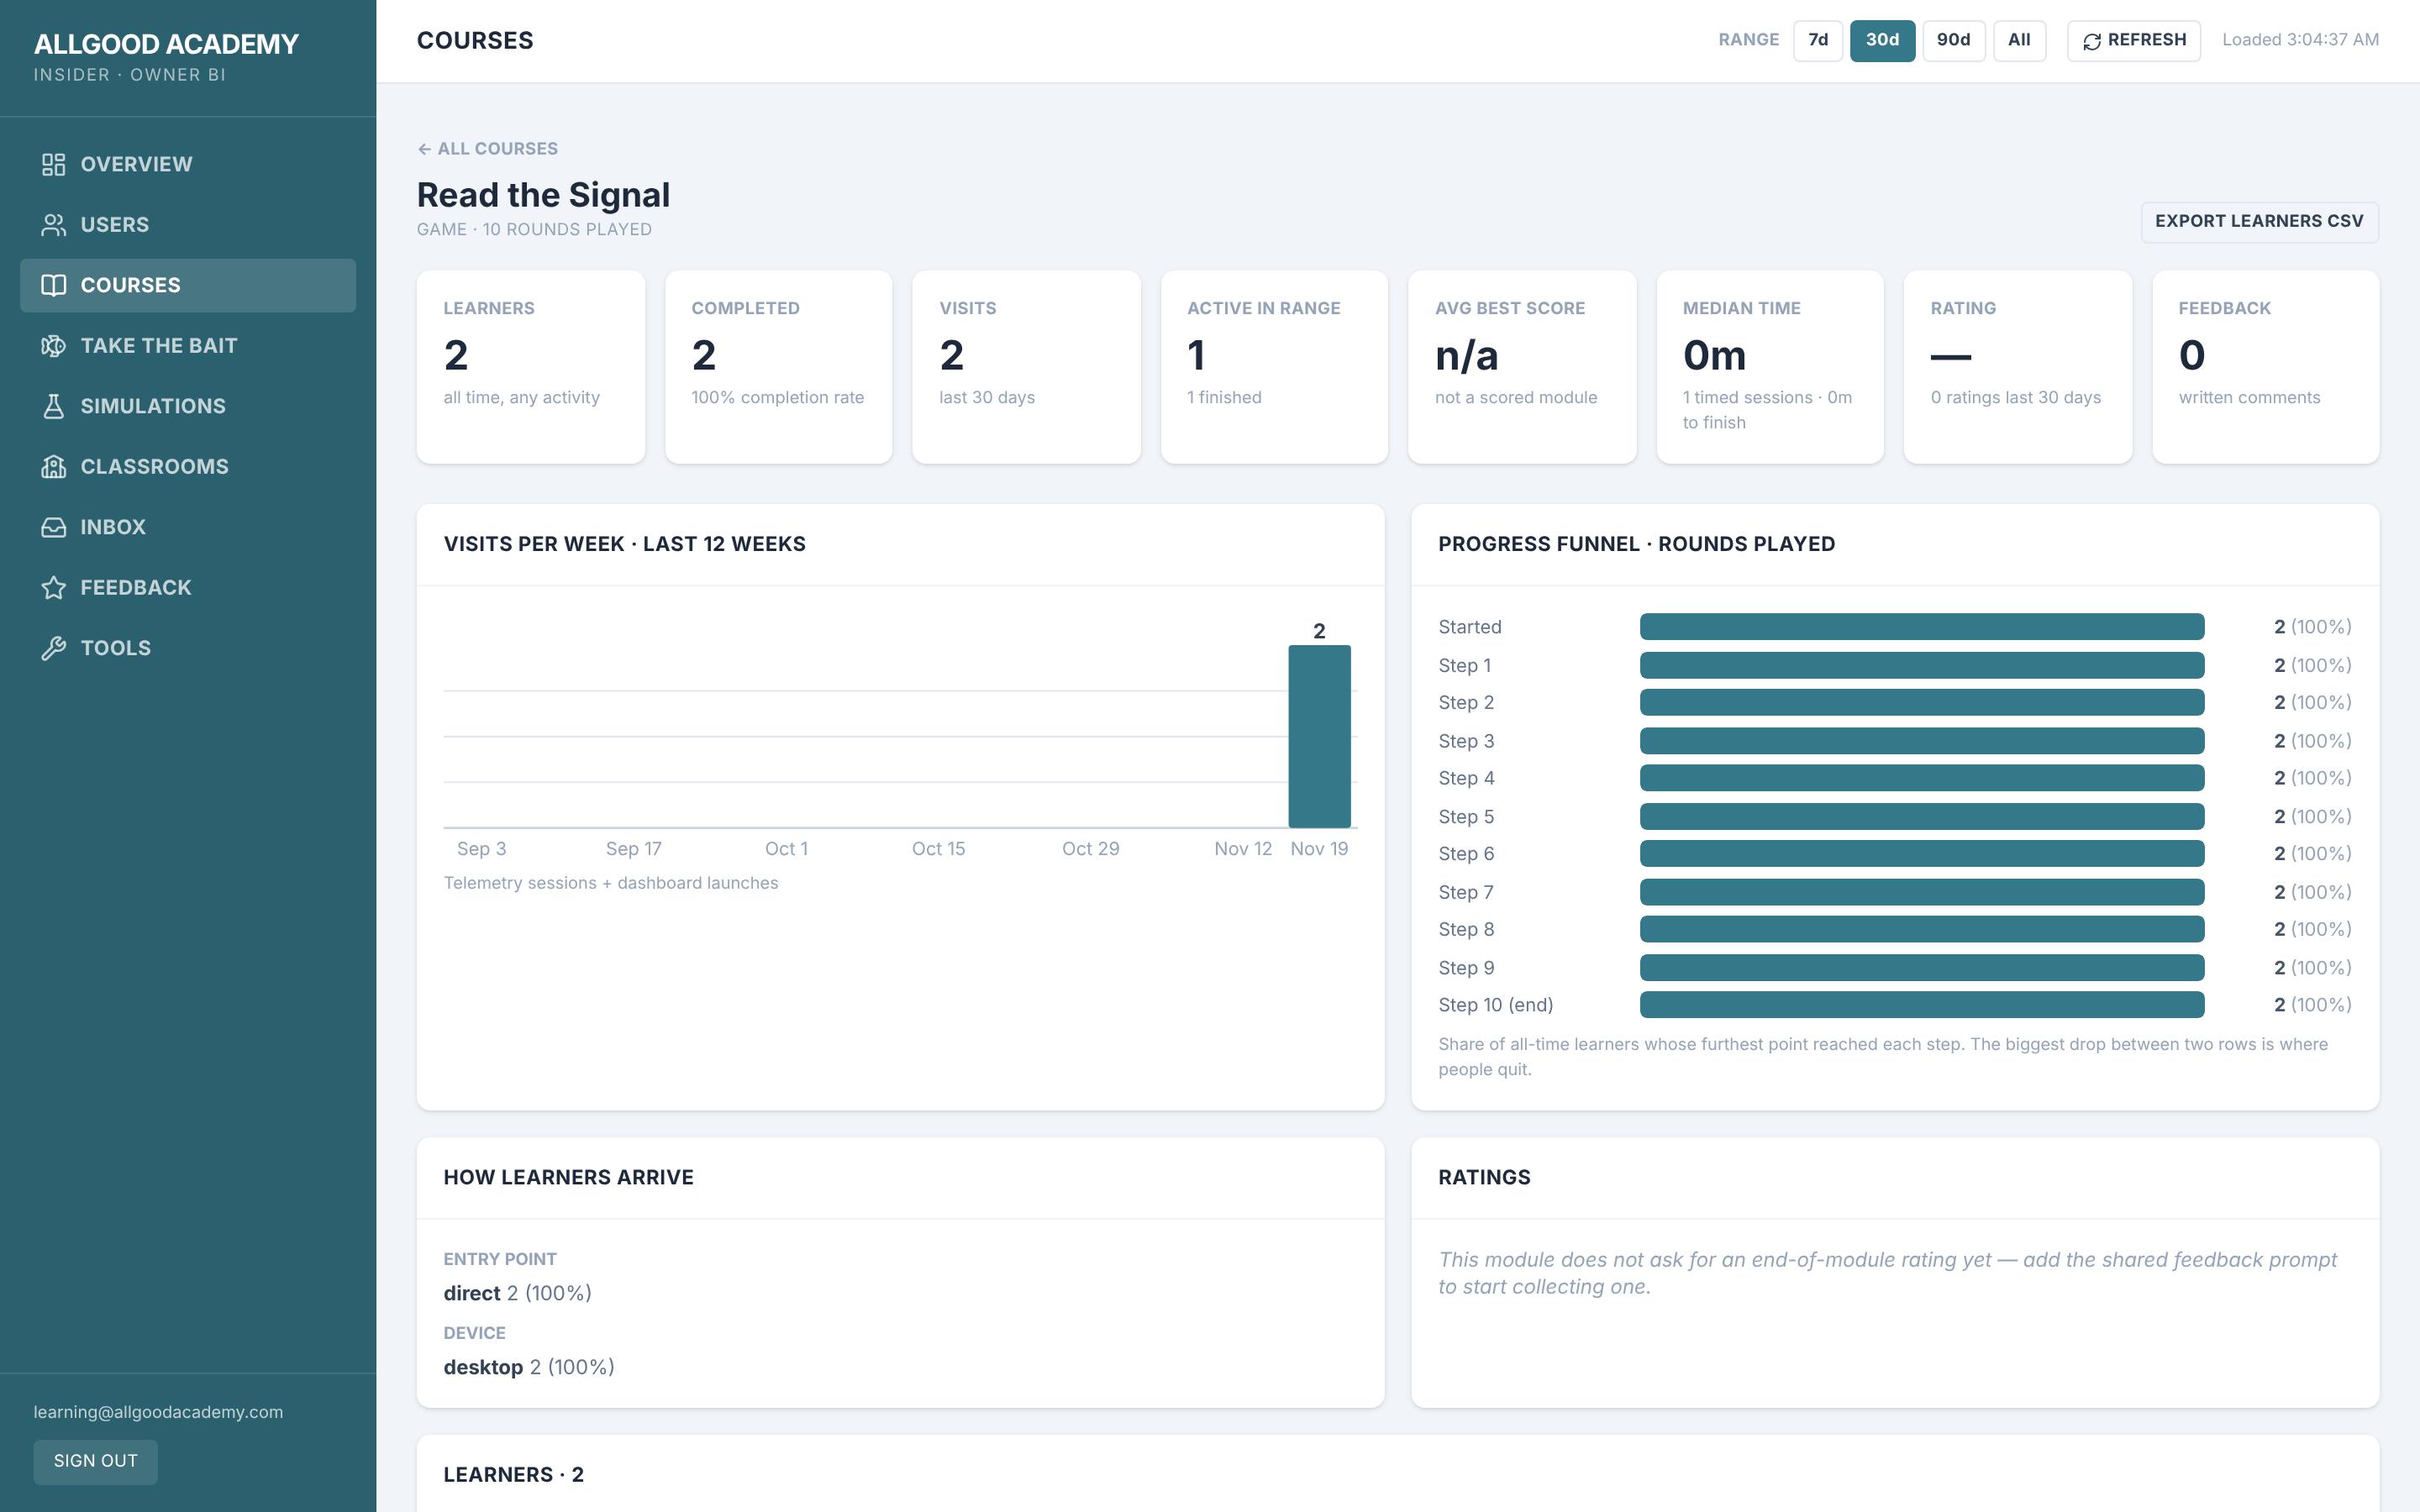 ALLGOOD ACADEMY
INSIDER · OWNER BI
OVERVIEW
USERS
COURSES
TAKE THE BAIT
SIMULATIONS
CLASSROOMS
INBOX
FEEDBACK
TOOLS
learning@allgoodacademy.com
SIGN OUT
COURSES
RANGE 7d 30d 90d All REFRESH Loaded 3:04:37 AM
← ALL COURSES
Read the Signal
GAME · 10 ROUNDS PLAYED
EXPORT LEARNERS CSV
LEARNERS
2
all time, any activity
COMPLETED
2
100% completion rate
VISITS
2
last 30 days
ACTIVE IN RANGE
1
1 finished
AVG BEST SCORE
n/a
not a scored module
MEDIAN TIME
0m
1 timed sessions · 0m
to finish
RATING
—
0 ratings last 30 days
FEEDBACK
0
written comments
VISITS PER WEEK · LAST 12 WEEKS
2
Sep 3 Sep 17 Oct 1 Oct 15 Oct 29 Nov 12 Nov 19
Telemetry sessions + dashboard launches
PROGRESS FUNNEL · ROUNDS PLAYED
Started 2 (100%)
Step 1 2 (100%)
Step 2 2 (100%)
Step 3 2 (100%)
Step 4 2 (100%)
Step 5 2 (100%)
Step 6 2 (100%)
Step 7 2 (100%)
Step 8 2 (100%)
Step 9 2 (100%)
Step 10 (end) 2 (100%)
Share of all-time learners whose furthest point reached each step. The biggest drop between two rows is where
people quit.
HOW LEARNERS ARRIVE
ENTRY POINT
direct 2 (100%)
DEVICE
desktop 2 (100%)
RATINGS
This module does not ask for an end-of-module rating yet — add the shared feedback prompt
to start collecting one.
LEARNERS · 2